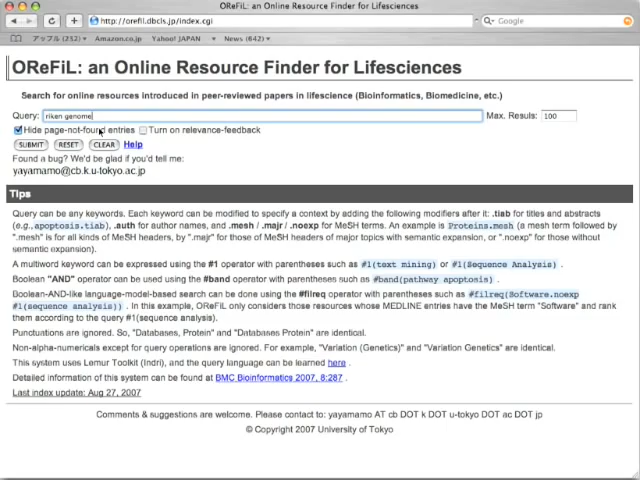 OReFiL: an Online Resource Finder for Lifesciences
http://orefil.dbcls.jp/index.cgi
Google
アップル (232)▼ Amazon.co.jp Yahoo! JAPAN ▼ News (642)▼
OReFiL: an Online Resource Finder for Lifesciences
Search for online resources introduced in peer-reviewed papers in lifescience (Bioinformatics, Biomedicine, etc.)
Query: riken genome Max. Resuls: 100
Hide page-not-found entries Turn on relevance-feedback
SUBMIT RESET CLEAR Help
Found a bug? We'd be glad if you'd tell me:
yayamamo@cb.k.u-tokyo.ac.jp
Tips
Query can be any keywords. Each keyword can be modified to specify a context by adding the following modifiers after it: .tiab for titles and abstracts
(e.g., apoptosis.tiab), .auth for author names, and .mesh / .majr / .noexp for MeSH terms. An example is Proteins.mesh (a mesh term followed by
".mesh" is for all kinds of MeSH headers, by ".majr" for those of MeSH headers of major topics with semantic expansion, or ".noexp" for those without
semantic expansion).
A multiword keyword can be expressed using the #1 operator with parentheses such as #1(text mining) or #1(Sequence Analysis) .
Boolean "AND" operator can be used using the #band operator with parentheses such as #band(pathway apoptosis) .
Boolean-AND-like language-model-based search can be done using the #filreq operator with parentheses such as #filreq(Software.noexp
#1(sequence analysis)) . In this example, OReFiL only considers those resources whose MEDLINE entries have the MeSH term "Software" and rank
them according to the query #1(sequence analysis).
Punctuations are ignored. So, "Databases, Protein" and "Databases Protein" are identical.
Non-alpha-numericals except for query operators are ignored. For example, "Variation (Genetics)" and "Variation Genetics" are identical.
This system uses Lemur Toolkit (Indri), and the query language can be learned here .
Detailed information of this system can be found at BMC Bioinformatics 2007, 8:287 .
Last index update: Aug 27, 2007
Comments & suggestions are welcome. Please contact to: yayamamo AT cb DOT k DOT u-tokyo DOT ac DOT jp
© Copyright 2007 University of Tokyo